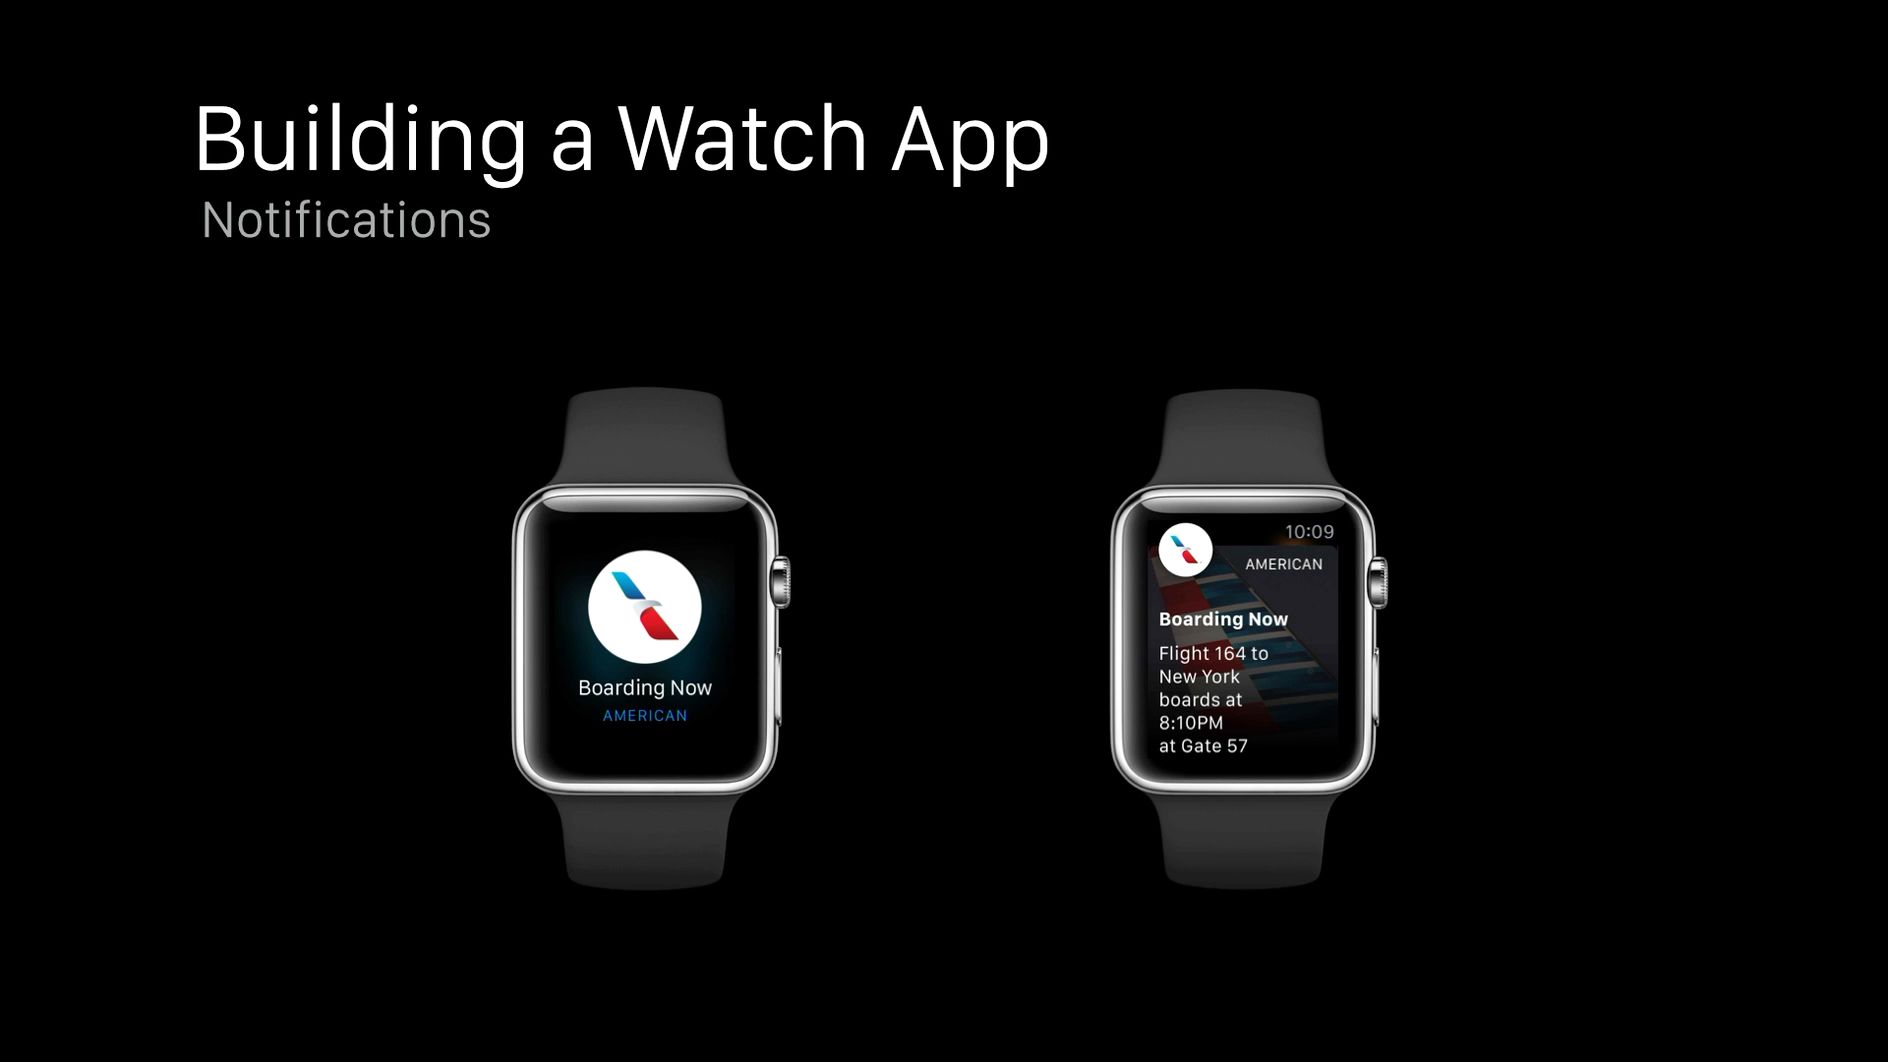 Building a Watch App
Notifications
Boarding Now
AMERICAN
10:09
AMERICAN
Boarding Now
Flight 164 to
New York
boards at
8:10PM
at Gate 57